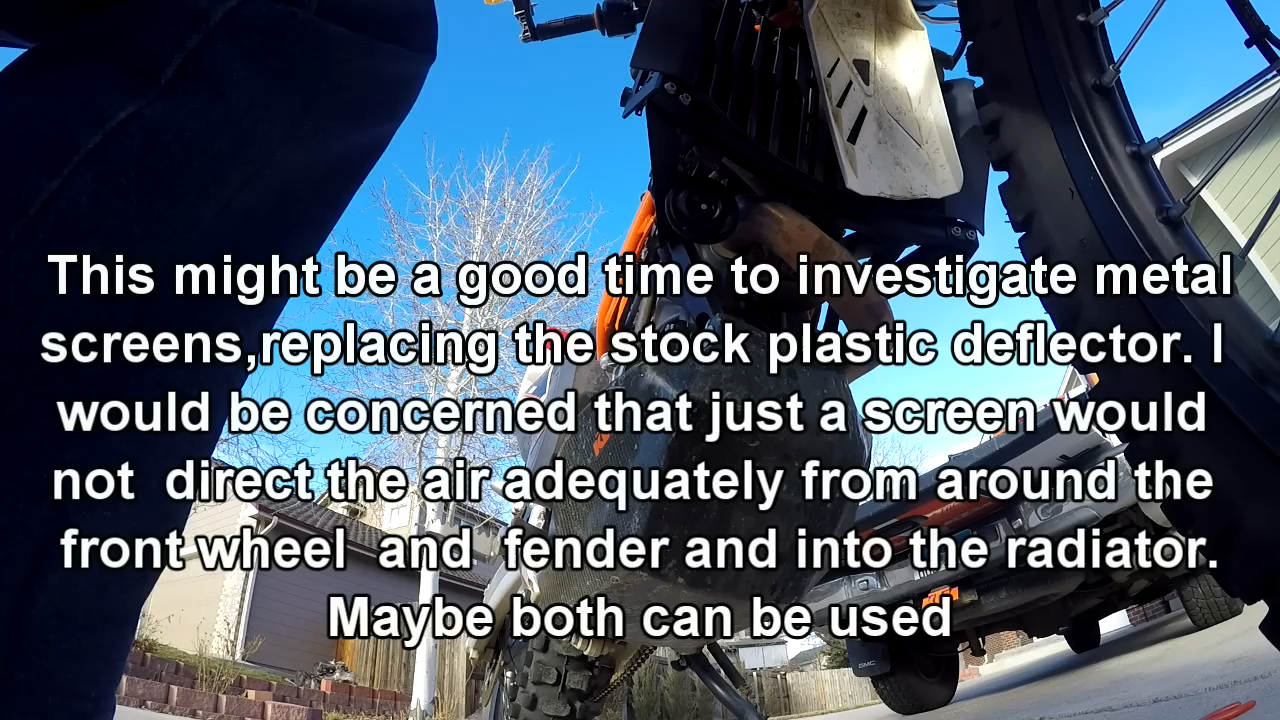 This might be a good time to investigate metal
screens,replacing the stock plastic deflector. I
would be concerned that just a screen would
not  direct the air adequately from around the
front wheel  and  fender and into the radiator.
Maybe both can be used
KTM
GMC